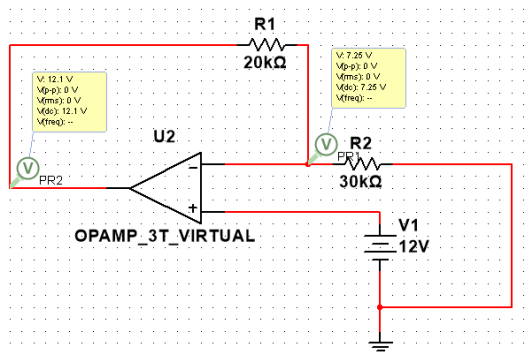 R1
20kΩ
V: 12.1 V
V(p-p): 0 V
V(rms): 0 V
V(dc): 12.1 V
V(freq): --
V: 7.25 V
V(p-p): 0 V
V(rms): 0 V
V(dc): 7.25 V
V(freq): --
U2
V
PR2
V
PR1
R2
30kΩ
OPAMP_3T_VIRTUAL
V1
12V